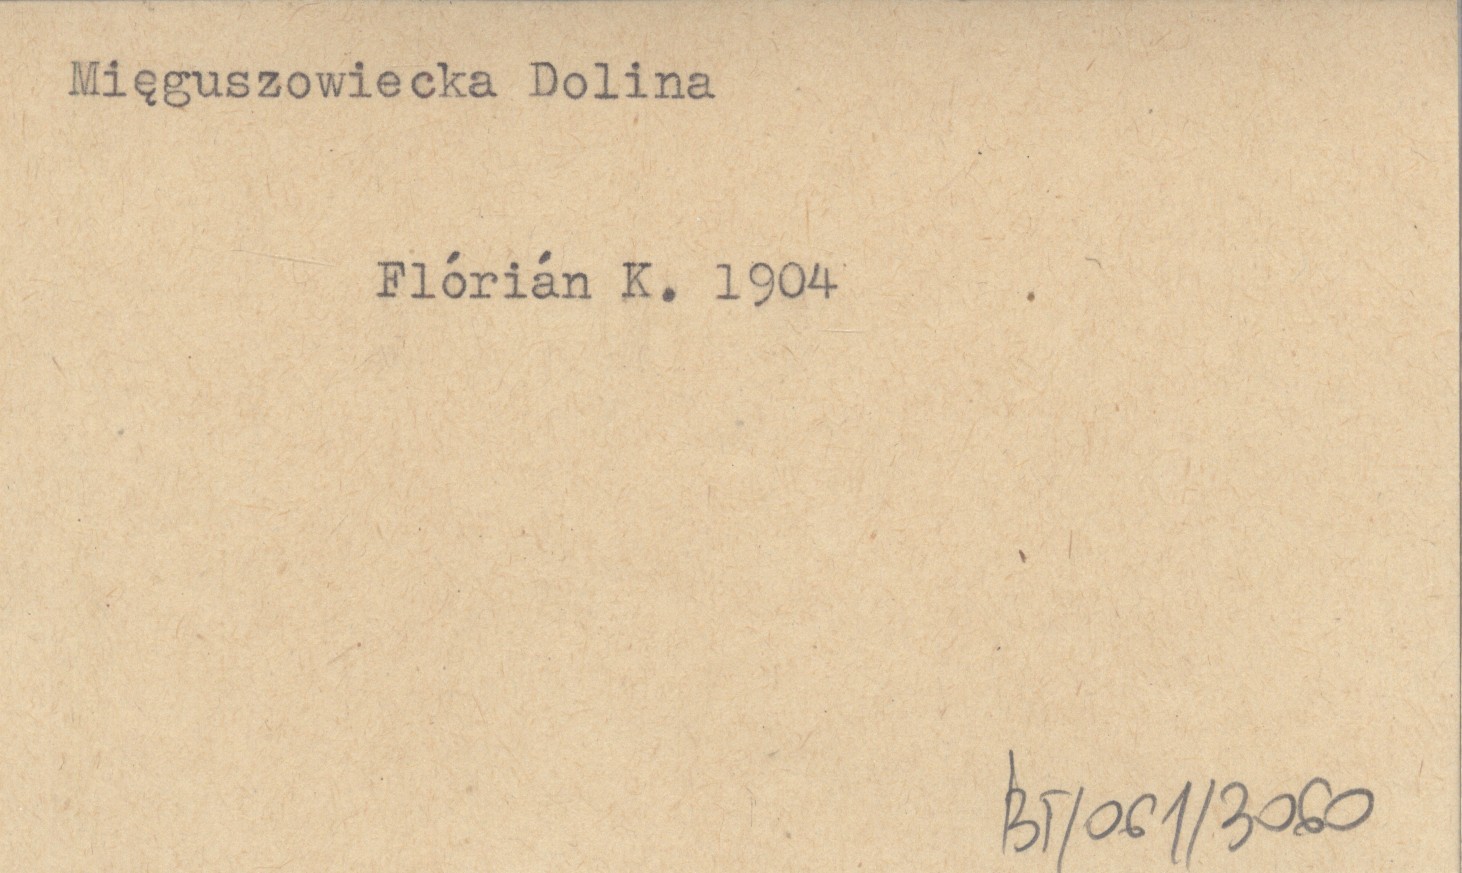 Mięguszowiecka Dolina
Flórián K. 1904
BT/061/3060